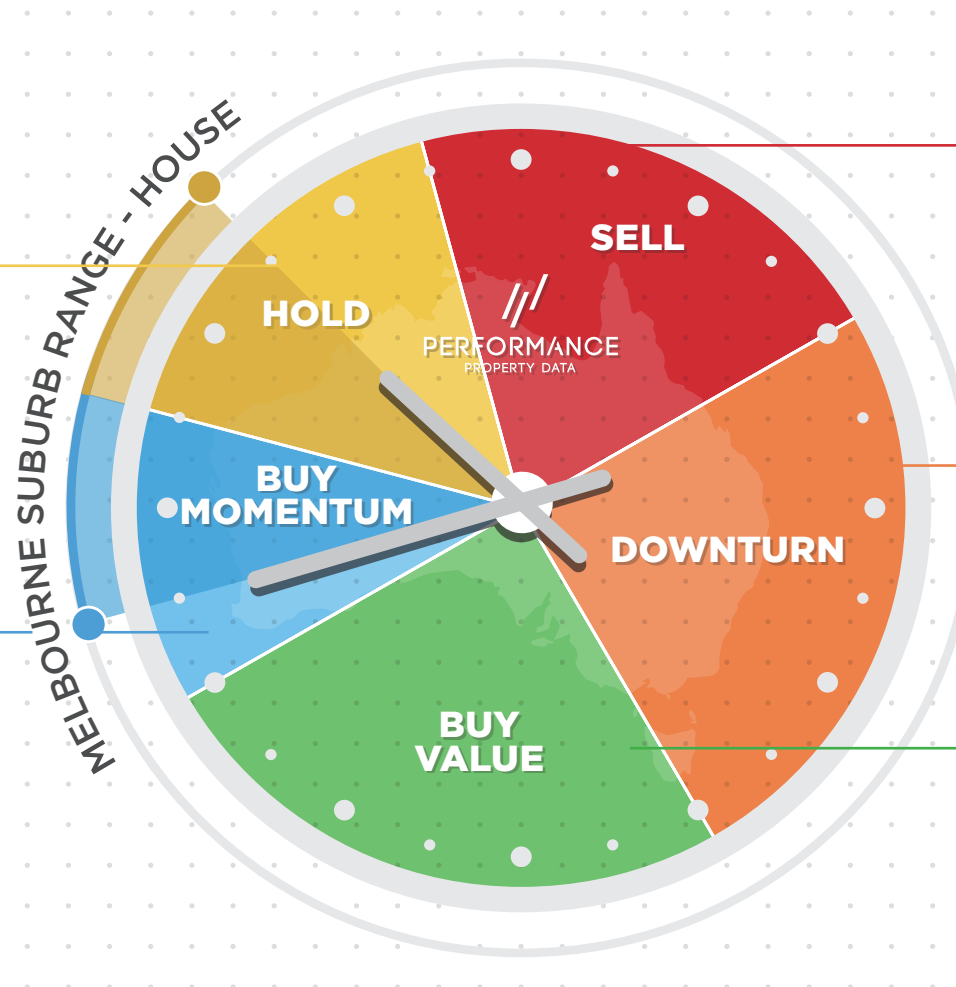 MELBOURNE SUBURB RANGE - HOUSE
SELL
HOLD
PERFORMANCE
PROPERTY DATA
BUY
MOMENTUM
DOWNTURN
BUY
VALUE